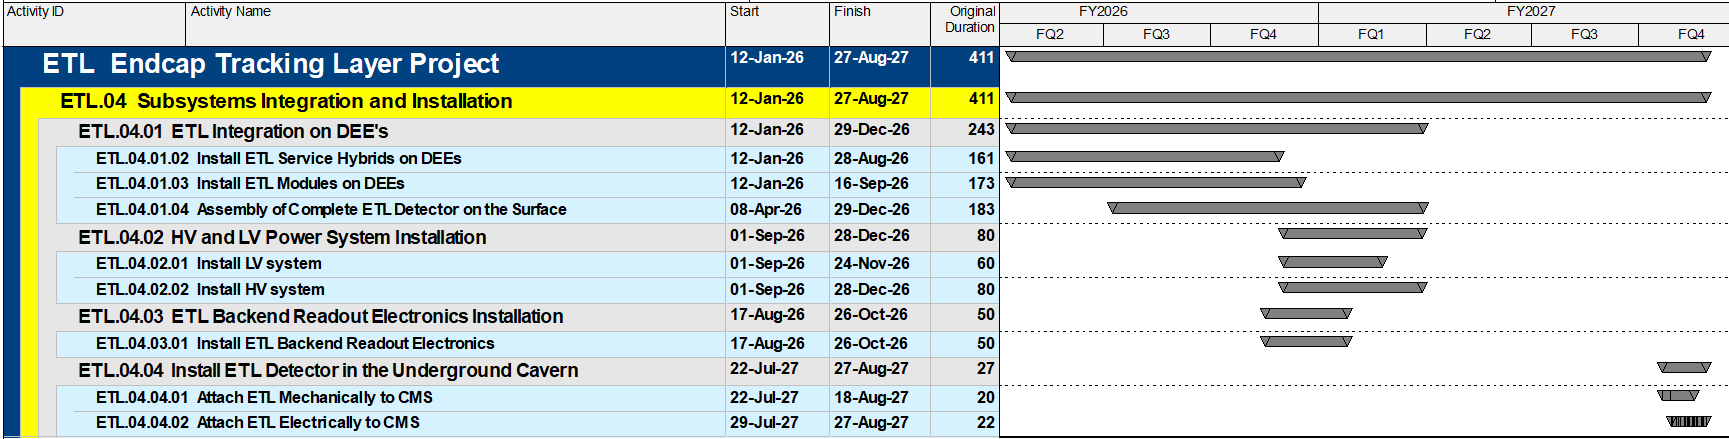 Activity ID Activity Name Start Finish Original Duration FY2026 FY2027
FQ2 FQ3 FQ4 FQ1 FQ2 FQ3 FQ4
ETL Endcap Tracking Layer Project 12-Jan-26 27-Aug-27 411
ETL.04 Subsystems Integration and Installation 12-Jan-26 27-Aug-27 411
ETL.04.01 ETL Integration on DEE's 12-Jan-26 29-Dec-26 243
ETL.04.01.02 Install ETL Service Hybrids on DEEs 12-Jan-26 28-Aug-26 161
ETL.04.01.03 Install ETL Modules on DEEs 12-Jan-26 16-Sep-26 173
ETL.04.01.04 Assembly of Complete ETL Detector on the Surface 08-Apr-26 29-Dec-26 183
ETL.04.02 HV and LV Power System Installation 01-Sep-26 28-Dec-26 80
ETL.04.02.01 Install LV system 01-Sep-26 24-Nov-26 60
ETL.04.02.02 Install HV system 01-Sep-26 28-Dec-26 80
ETL.04.03 ETL Backend Readout Electronics Installation 17-Aug-26 26-Oct-26 50
ETL.04.03.01 Install ETL Backend Readout Electronics 17-Aug-26 26-Oct-26 50
ETL.04.04 Install ETL Detector in the Underground Cavern 22-Jul-27 27-Aug-27 27
ETL.04.04.01 Attach ETL Mechanically to CMS 22-Jul-27 18-Aug-27 20
ETL.04.04.02 Attach ETL Electrically to CMS 29-Jul-27 27-Aug-27 22